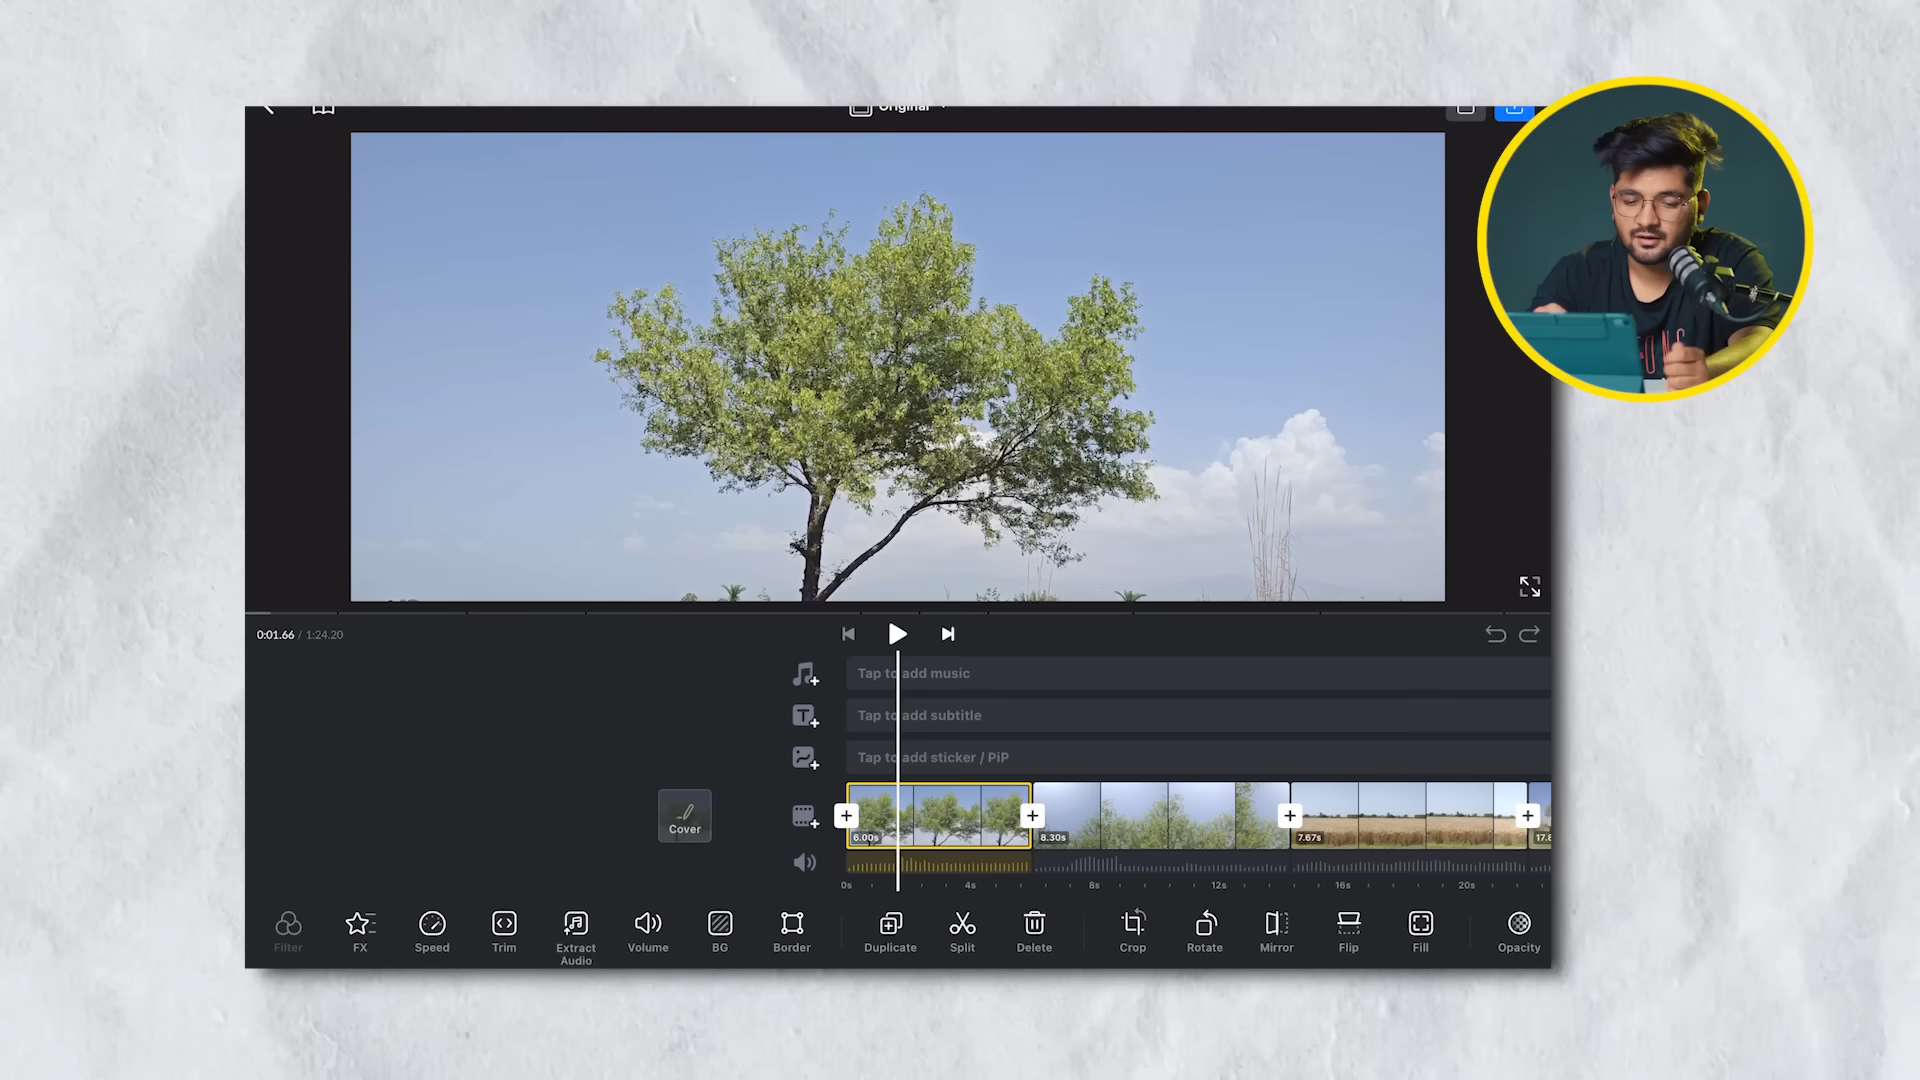 Original
0:01.66 / 1:24.20
Tap to add music
Tap to add subtitle
Tap to add sticker / PiP
Cover
6.00s
8.30s
7.67s
17.8
0s
4s
8s
12s
16s
20s
Filter
FX
Speed
Trim
Extract
Audio
Volume
BG
Border
Duplicate
Split
Delete
Crop
Rotate
Mirror
Flip
Fill
Opacity